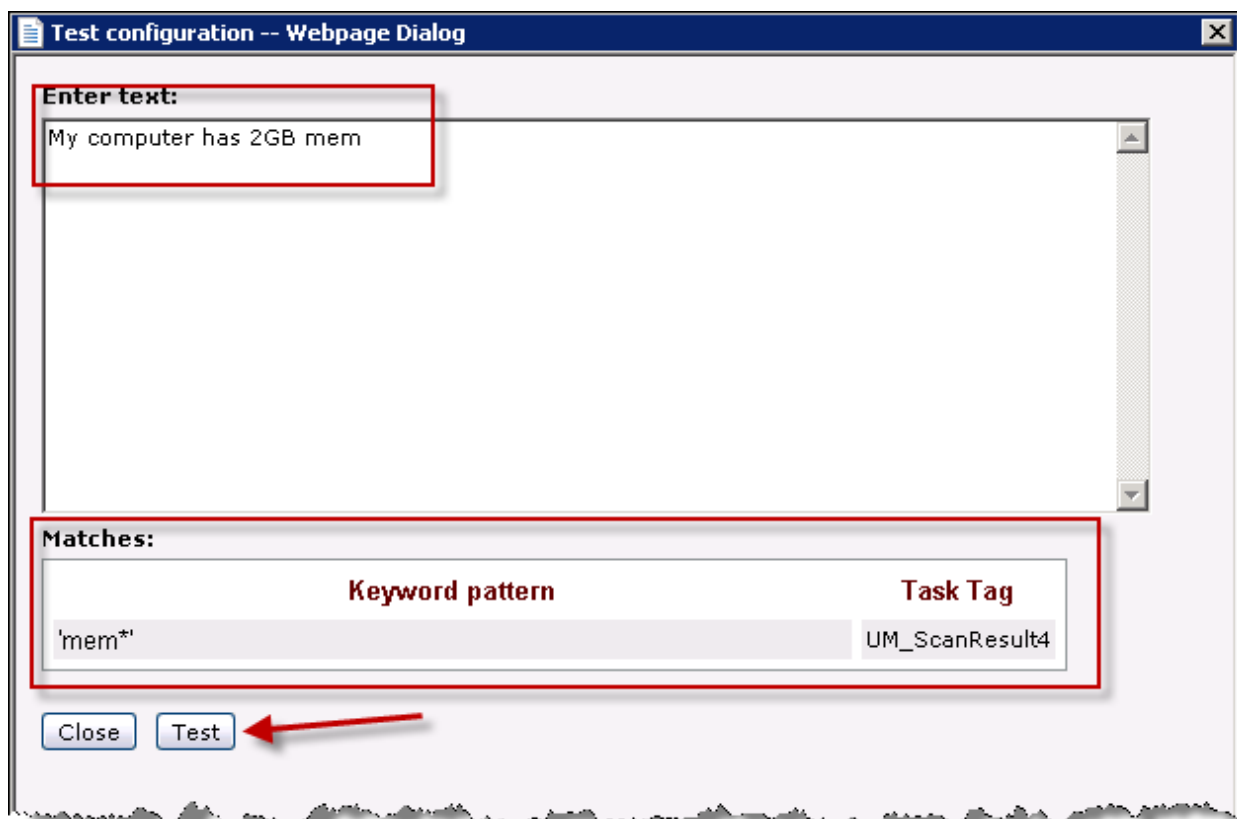 Test configuration -- Webpage Dialog
Enter text:
My computer has 2GB mem
Matches:
Keyword pattern Task Tag
'mem*' UM_ScanResult4
Close Test